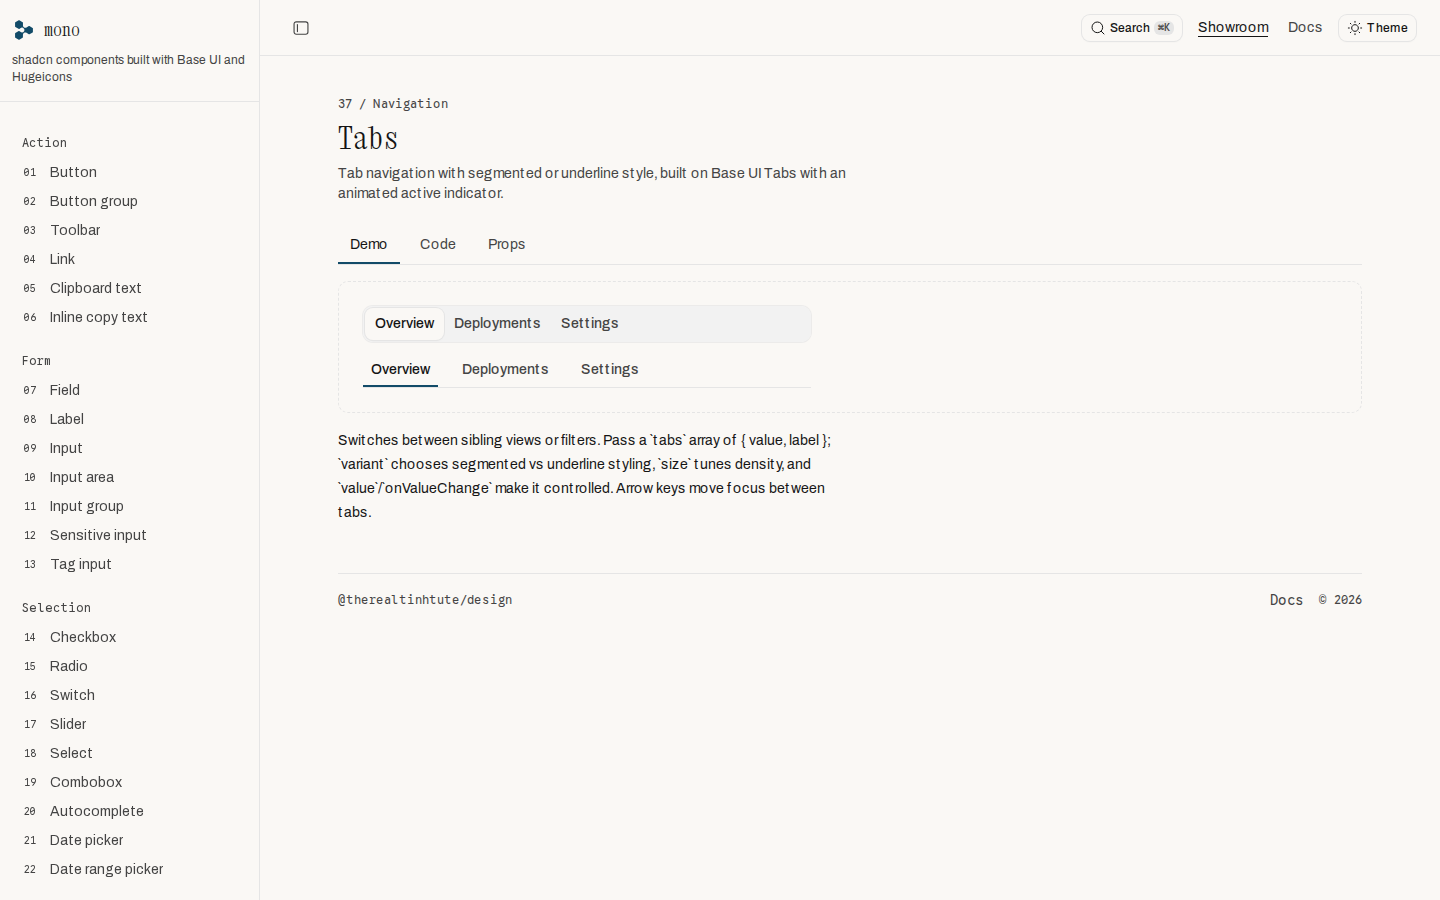 mono
shadcn components built with Base UI and
Hugeicons
Action
01 Button
02 Button group
03 Toolbar
04 Link
05 Clipboard text
06 Inline copy text
Form
07 Field
08 Label
09 Input
10 Input area
11 Input group
12 Sensitive input
13 Tag input
Selection
14 Checkbox
15 Radio
16 Switch
17 Slider
18 Select
19 Combobox
20 Autocomplete
21 Date picker
22 Date range picker
Search ⌘K Showroom Docs Theme
37 / Navigation
Tabs
Tab navigation with segmented or underline style, built on Base UI Tabs with an
animated active indicator.
Demo Code Props
Overview Deployments Settings
Overview Deployments Settings
Switches between sibling views or filters. Pass a `tabs` array of { value, label };
`variant` chooses segmented vs underline styling, `size` tunes density, and
`value`/`onValueChange` make it controlled. Arrow keys move focus between
tabs.
@therealtinhtute/design Docs © 2026